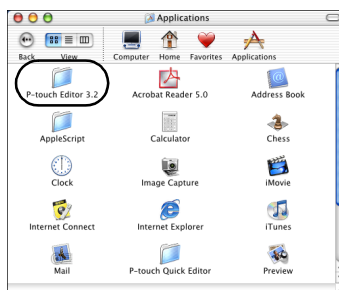 Applications
Back View Computer Home Favorites Applications
P-touch Editor 3.2 Acrobat Reader 5.0 Address Book
AppleScript Calculator Chess
Clock Image Capture iMovie
Internet Connect Internet Explorer iTunes
Mail P-touch Quick Editor Preview